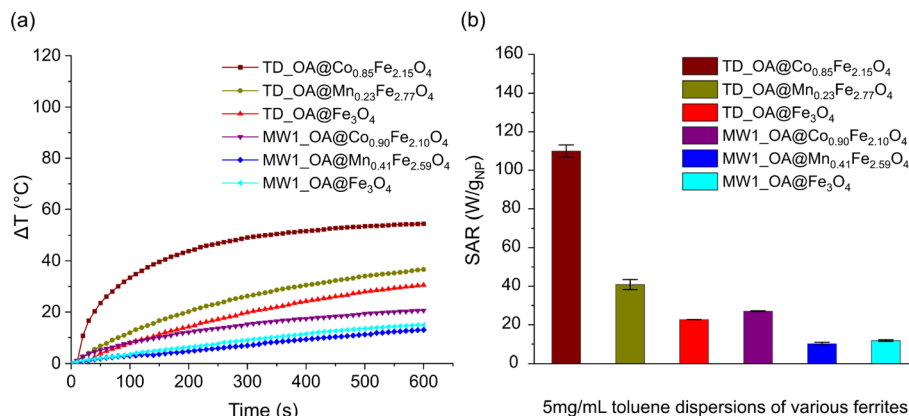 (a)
120
100
80
60
40
20
0
ΔT (°C)
TD_OA@Co0.85Fe2.15O4
TD_OA@Mn0.23Fe2.77O4
TD_OA@Fe3O4
MW1_OA@Co0.90Fe2.10O4
MW1_OA@Mn0.41Fe2.59O4
MW1_OA@Fe3O4
0 100 200 300 400 500 600
Time (s)
(b)
160
140
120
100
80
60
40
20
0
SAR (W/gNP)
TD_OA@Co0.85Fe2.15O4
TD_OA@Mn0.23Fe2.77O4
TD_OA@Fe3O4
MW1_OA@Co0.90Fe2.10O4
MW1_OA@Mn0.41Fe2.59O4
MW1_OA@Fe3O4
5mg/mL toluene dispersions of various ferrites